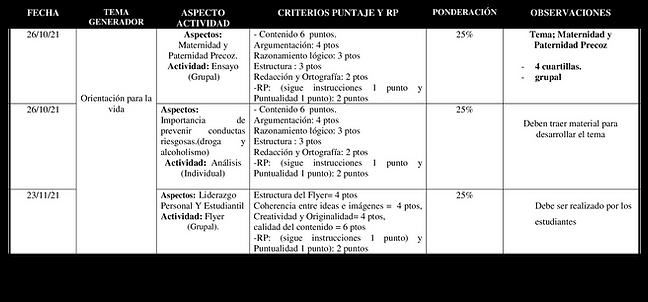 FECHA
TEMA
GENERADOR
ASPECTO
ACTIVIDAD
CRITERIOS PUNTAJE Y RP
PONDERACIÓN
OBSERVACIONES
26/10/21
Orientación para la
vida
Aspectos:
Maternidad y
Paternidad Precoz.
Actividad: Ensayo
(Grupal)
- Contenido 6 puntos.
Argumentación: 4 ptos
Razonamiento lógico: 3 ptos
Estructura : 3 ptos
Redacción y Ortografía: 2 ptos
-RP: (sigue instrucciones 1 punto y
Puntualidad 1 punto): 2 puntos
25%
Tema; Maternidad y
Paternidad Precoz
- 4 cuartillas.
- grupal
26/10/21
Aspectos:
Importancia de
prevenir conductas
riesgosas.(droga y
alcoholismo)
Actividad: Análisis
(Individual)
- Contenido 6 puntos.
Argumentación: 4 ptos
Razonamiento lógico: 3 ptos
Estructura : 3 ptos
Redacción y Ortografía: 2 ptos
-RP: (sigue instrucciones 1 punto y
Puntualidad 1 punto): 2 puntos
25%
Deben traer material para
desarrollar el tema
23/11/21
Aspectos: Liderazgo
Personal Y Estudiantil
Actividad: Flyer
(Grupal).
Estructura del Flyer= 4 ptos
Coherencia entre ideas e imágenes = 4 ptos,
Creatividad y Originalidad= 4 ptos,
calidad del contenido = 6 ptos
-RP: (sigue instrucciones 1 punto) y
Puntualidad 1 punto): 2 puntos
25%
Debe ser realizado por los
estudiantes